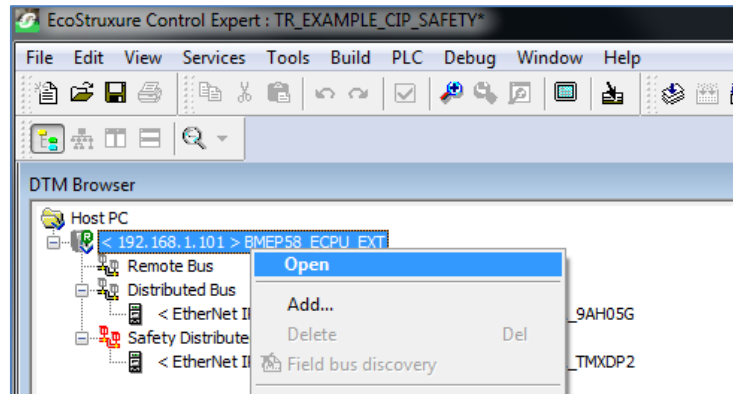 EcoStruxure Control Expert : TR_EXAMPLE_CIP_SAFETY*
File Edit View Services Tools Build PLC Debug Window Help
DTM Browser
Host PC
< 192.168.1.101 > BMEP58_ECPU_EXT
Remote Bus
Open
Distributed Bus
Add...
< EtherNet I
_9AH05G
Safety Distribute
Delete Del
< EtherNet I
Field bus discovery
_TMXDP2